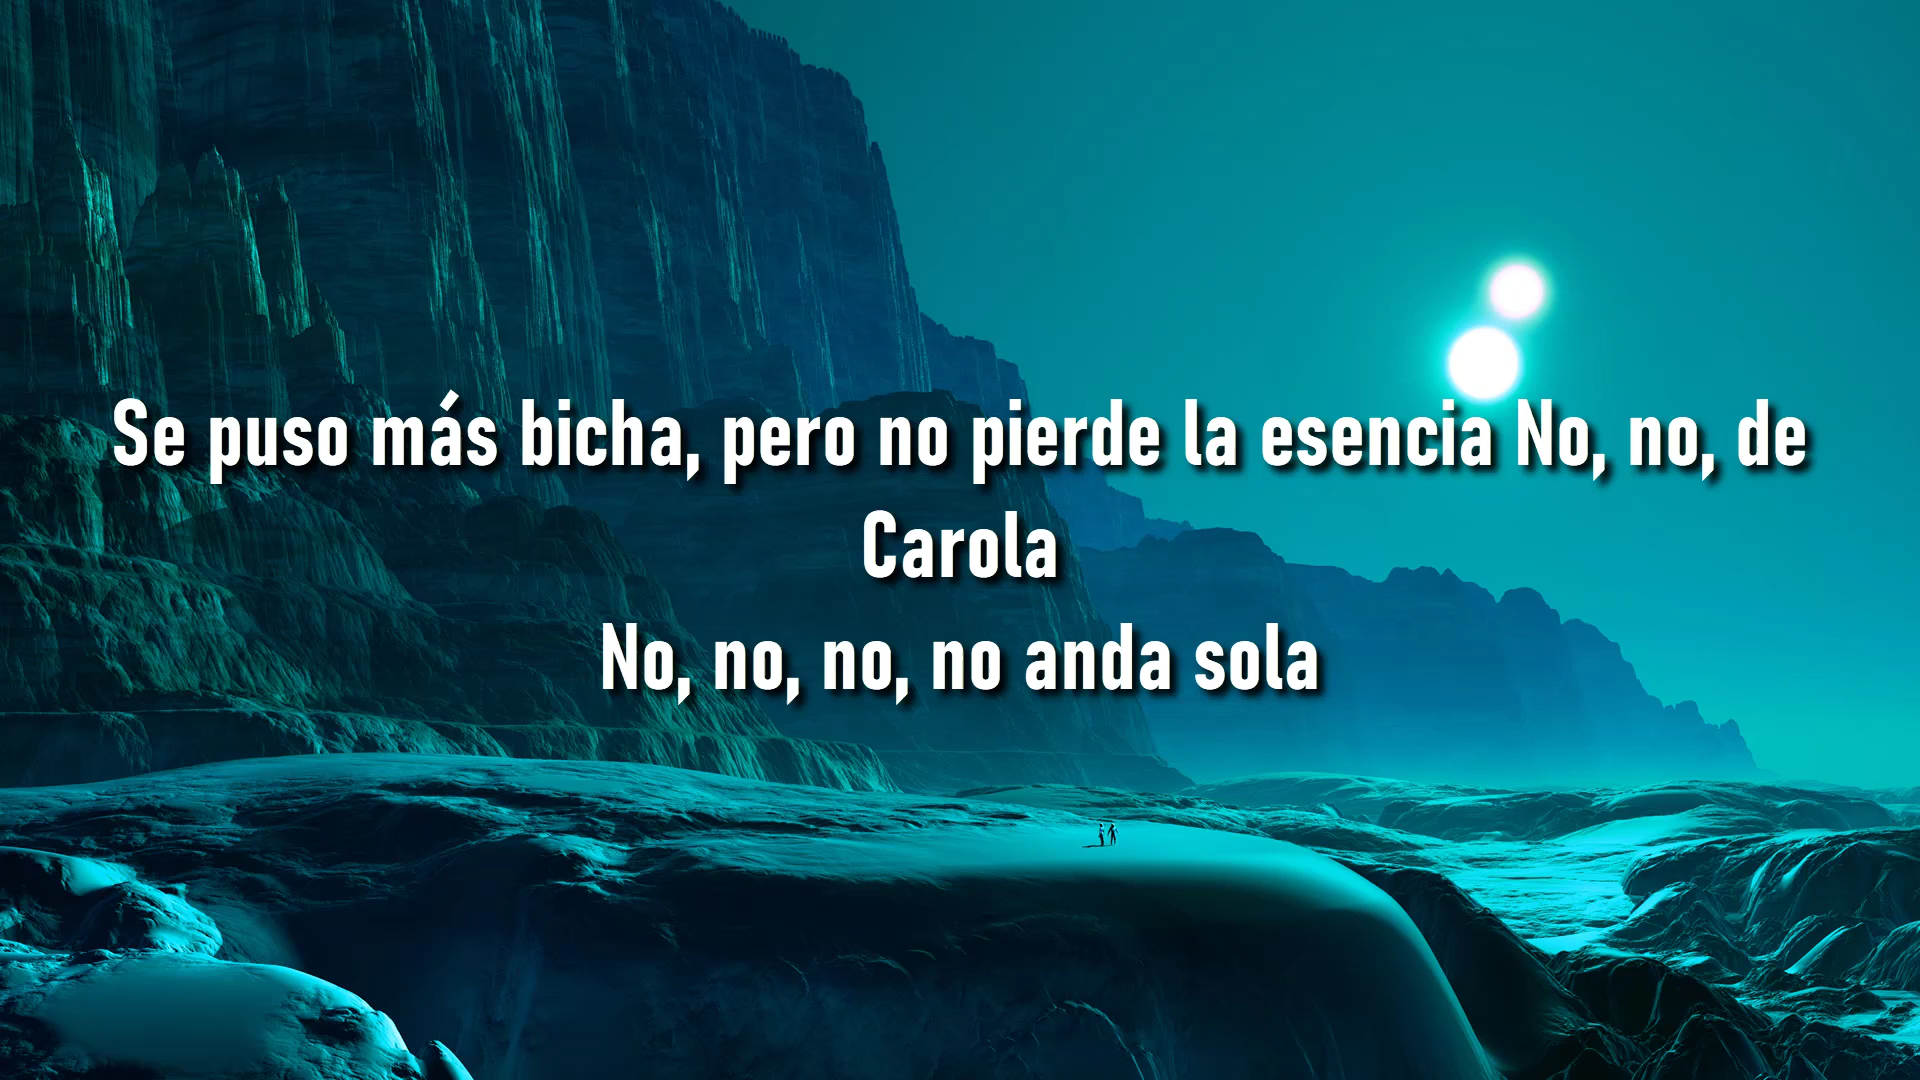 Se puso más bicha, pero no pierde la esencia No, no, de
Carola
No, no, no, no anda sola